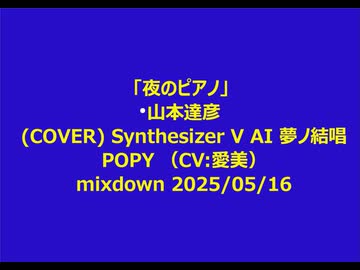 「夜のピアノ」
・山本達彦
(COVER) Synthesizer V AI 夢ノ結唱
POPY （CV:愛美）
mixdown 2025/05/16